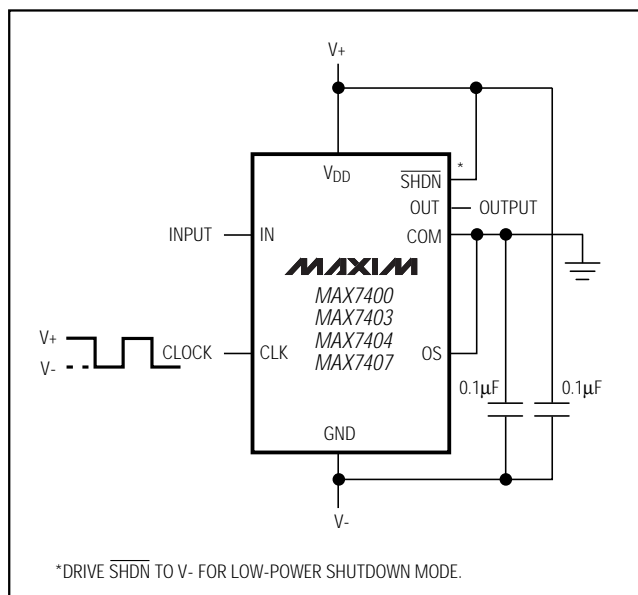 V+
VDD
*
SHDN
OUT OUTPUT
INPUT IN
COM
MAXIM
MAX7400
MAX7403
MAX7404
MAX7407
V+
V-
CLOCK CLK
OS
0.1µF 0.1µF
GND
V-
*DRIVE SHDN TO V- FOR LOW-POWER SHUTDOWN MODE.